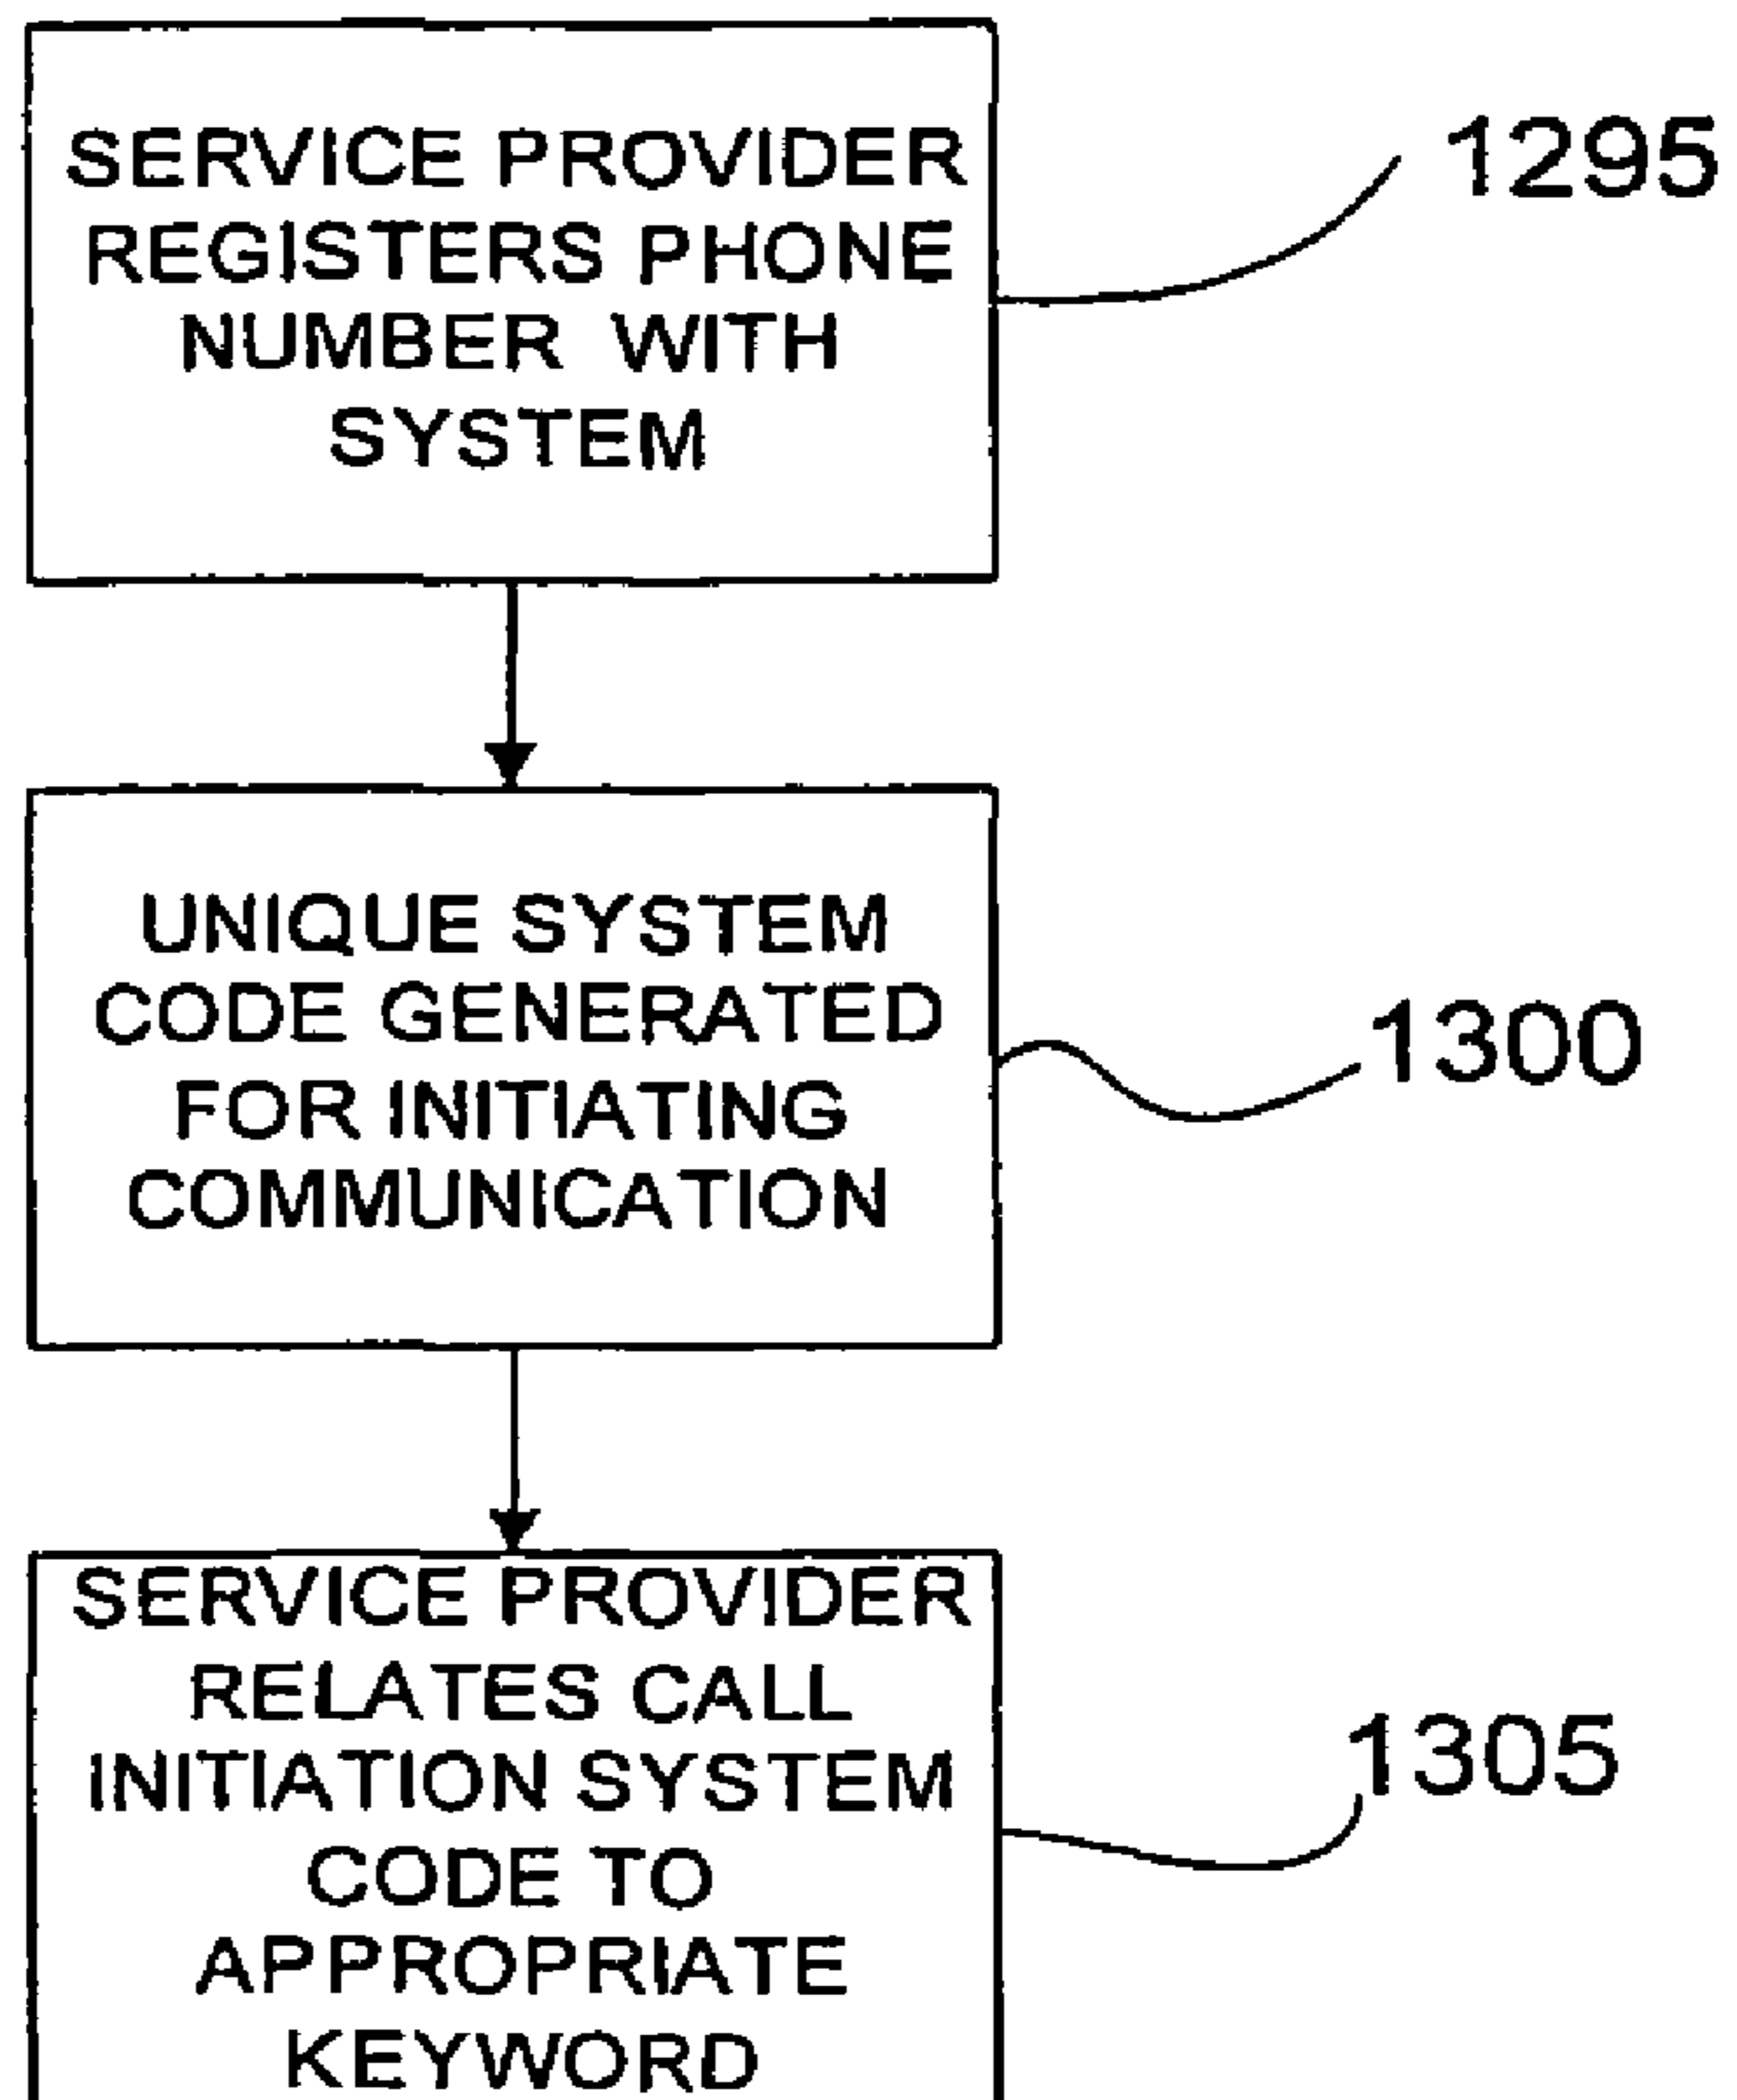 SERVICE PROVIDER
REGISTERS PHONE
NUMBER WITH
SYSTEM
1295
UNIQUE SYSTEM
CODE GENERATED
FOR INITIATING
COMMUNICATION
1300
SERVICE PROVIDER
RELATES CALL
INITIATION SYSTEM
CODE TO
APPROPRIATE
KEYWORD
1305